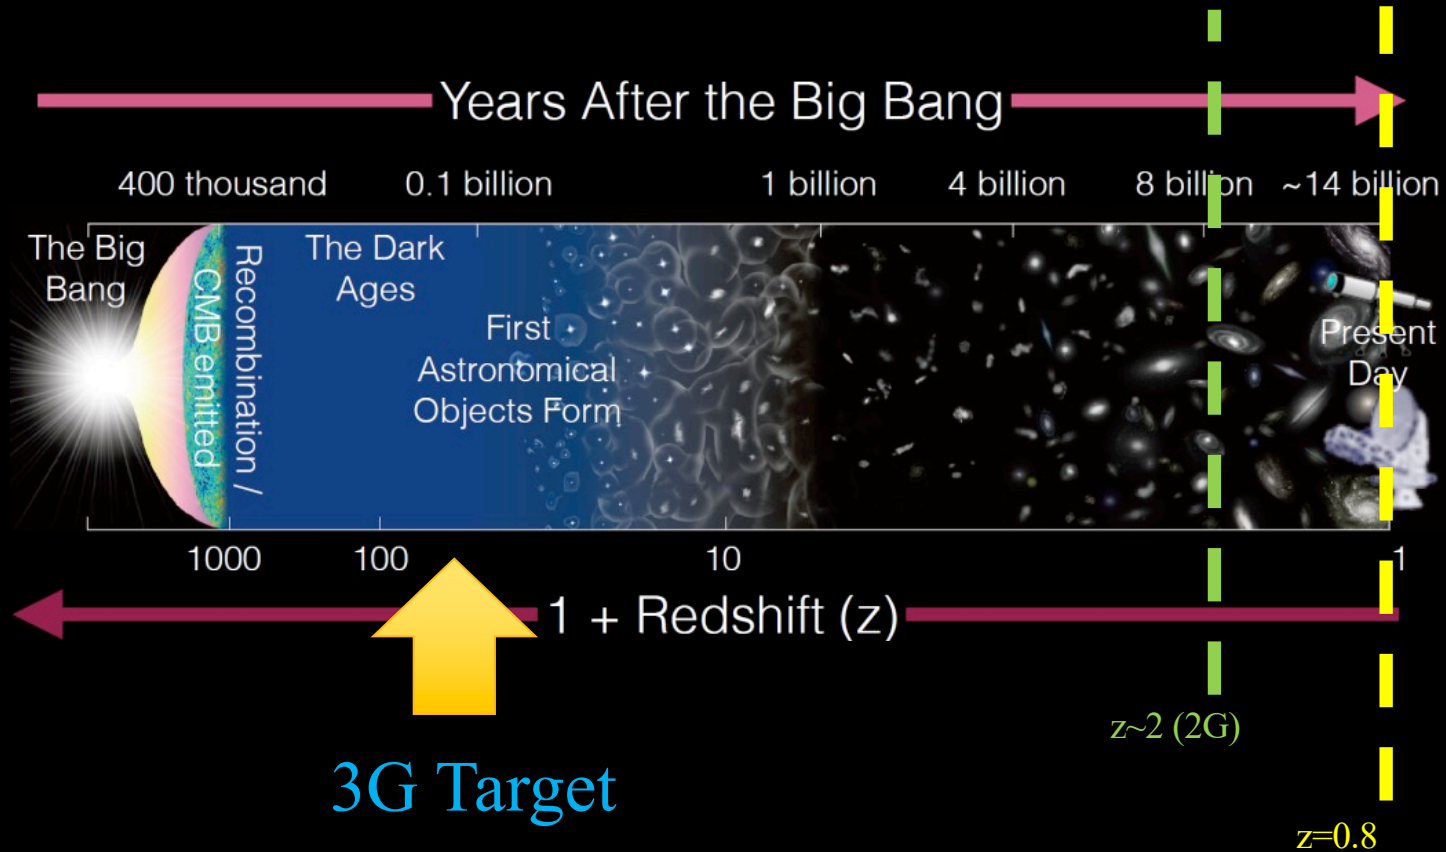 Years After the Big Bang
400 thousand
0.1 billion
1 billion
4 billion
8 billion
~14 billion
The Big
Bang
CMB emitted
Recombination /
The Dark
Ages
First
Astronomical
Objects Form
Present
Day
1000
100
10
1
1 + Redshift (z)
z~2 (2G)
3G Target
z=0.8